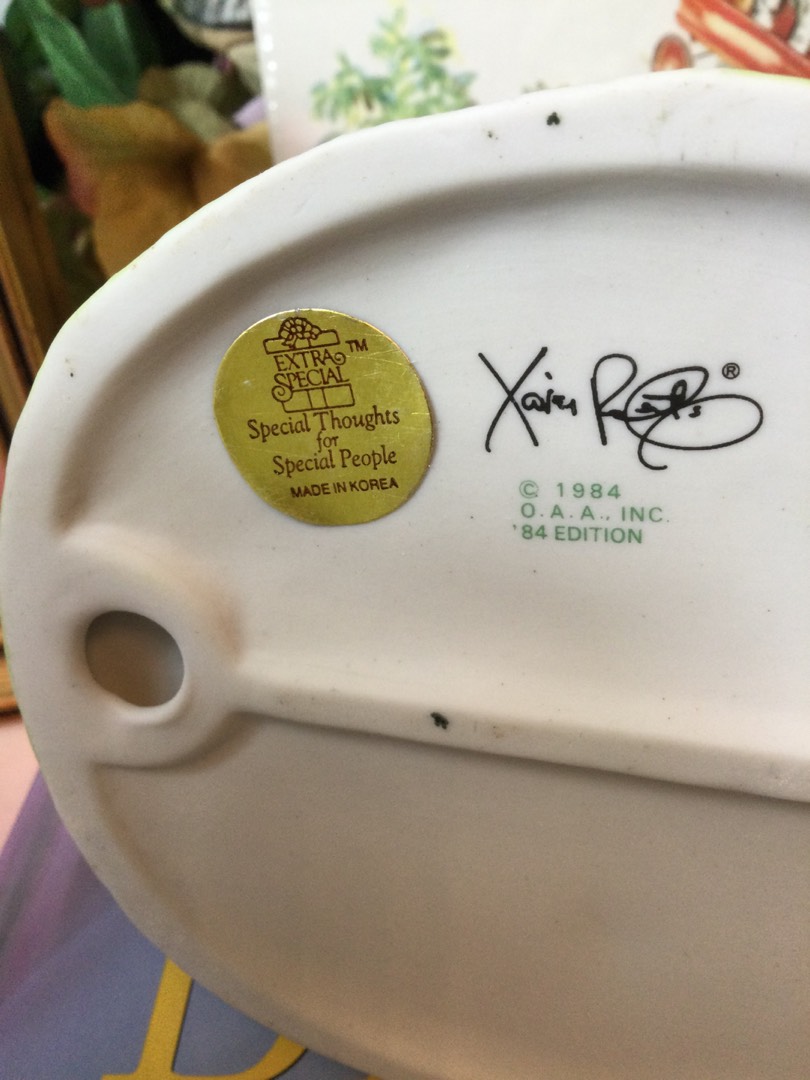 EXTRA ™
SPECIAL
Special Thoughts
for
Special People
MADE IN KOREA
Xavier Roberts ®
© 1984
O.A.A., INC.
'84 EDITION